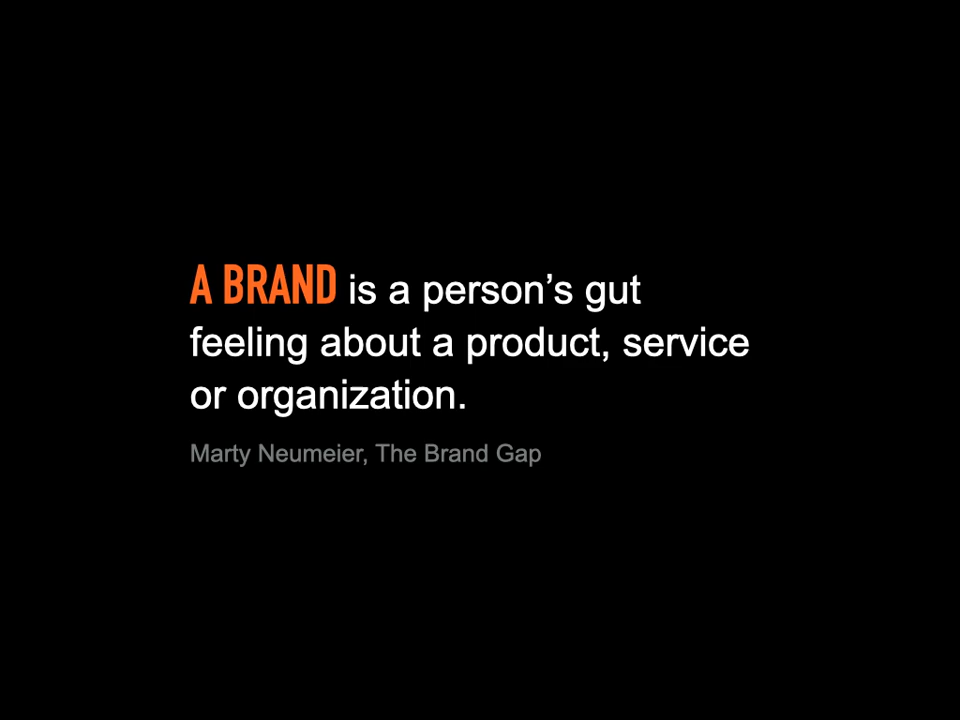 A BRAND is a person’s gut
feeling about a product, service
or organization.
Marty Neumeier, The Brand Gap